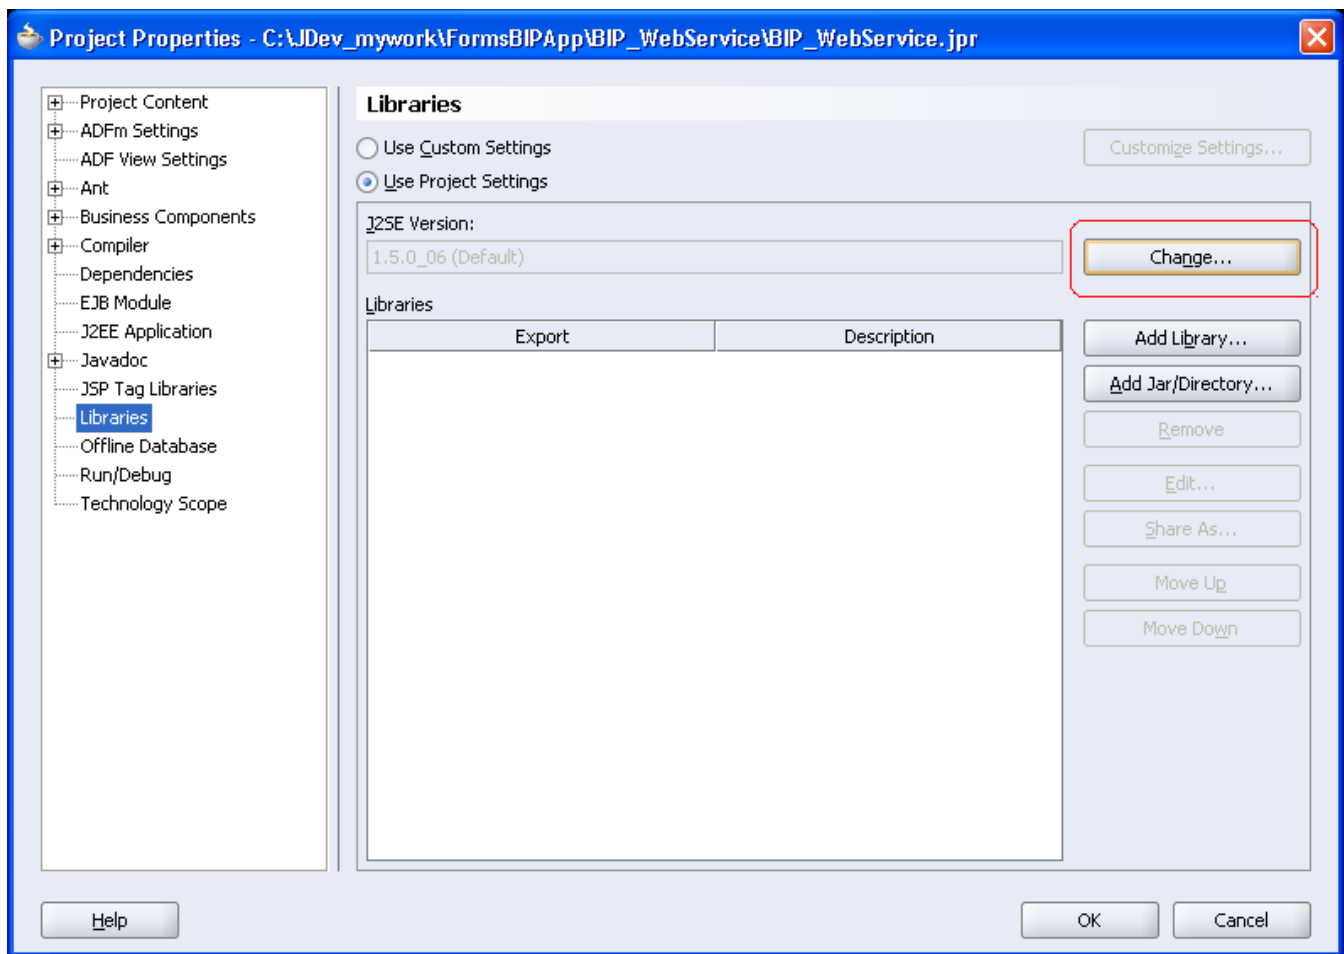 Project Properties - C:\JDev_mywork\FormsBIPApp\BIP_WebService\BIP_WebService.jpr
Project Content
ADFm Settings
ADF View Settings
Ant
Business Components
Compiler
Dependencies
EJB Module
J2EE Application
Javadoc
JSP Tag Libraries
Libraries
Offline Database
Run/Debug
Technology Scope
Libraries
Use Custom Settings
Customize Settings...
Use Project Settings
J2SE Version:
1.5.0_06 (Default)
Change...
Libraries
Export Description
Add Library...
Add Jar/Directory...
Remove
Edit...
Share As...
Move Up
Move Down
Help
OK
Cancel